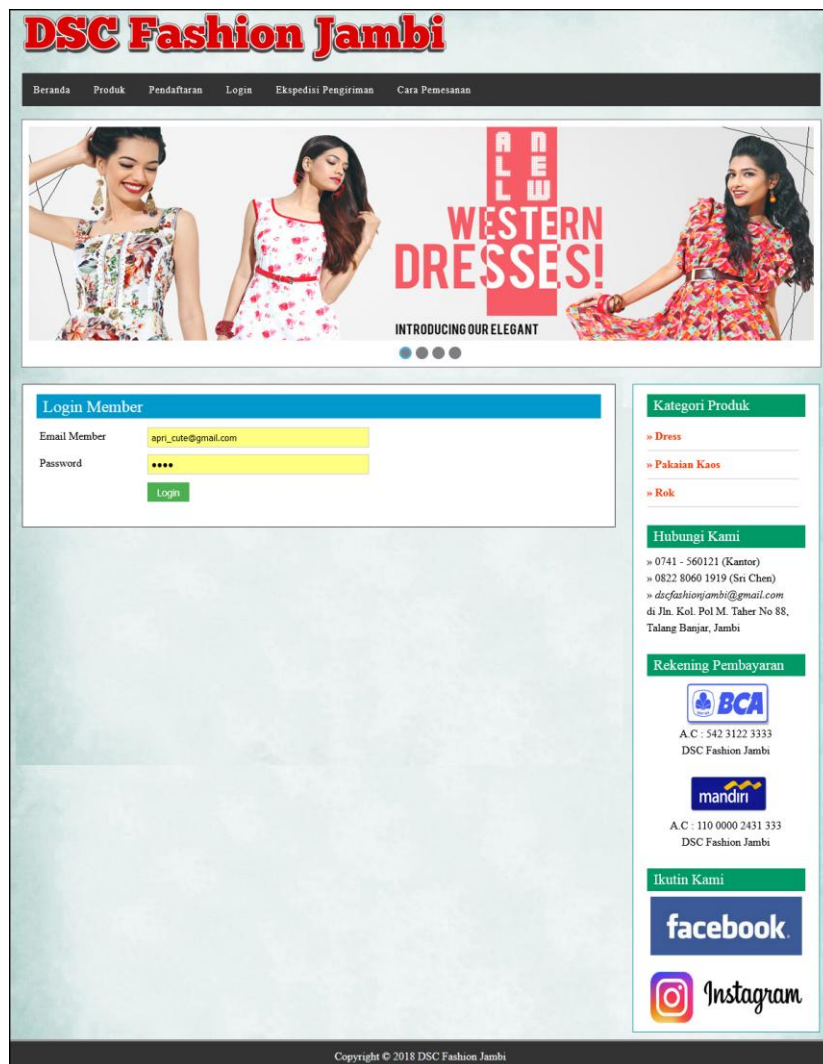 DSC Fashion Jambi
Beranda Produk Pendaftaran Login Ekspedisi Pengiriman Cara Pemesanan
ALL NEW
WESTERN
DRESSES!
INTRODUCING OUR ELEGANT
Login Member
Email Member apri_cute@gmail.com
Password ••••
Login
Kategori Produk
» Dress
» Pakaian Kaos
» Rok
Hubungi Kami
» 0741 - 560121 (Kantor)
» 0822 8060 1919 (Sri Chen)
» dscfashionjambi@gmail.com
di Jln. Kol. Pol M. Taher No 88,
Talang Banjar, Jambi
Rekening Pembayaran
BCA
A.C : 542 3122 3333
DSC Fashion Jambi
mandiri
A.C : 110 0000 2431 333
DSC Fashion Jambi
Ikutin Kami
facebook.
Instagram
Copyright © 2018 DSC Fashion Jambi